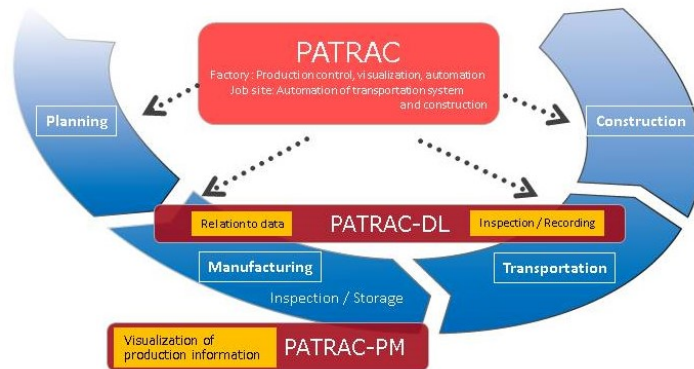 PATRAC
Factory : Production control, visualization, automation
Job site: Automation of transportation system
and construction
Planning
Construction
Relation to data
PATRAC-DL
Inspection / Recording
Manufacturing
Transportation
Inspection / Storage
Visualization of
production information
PATRAC-PM